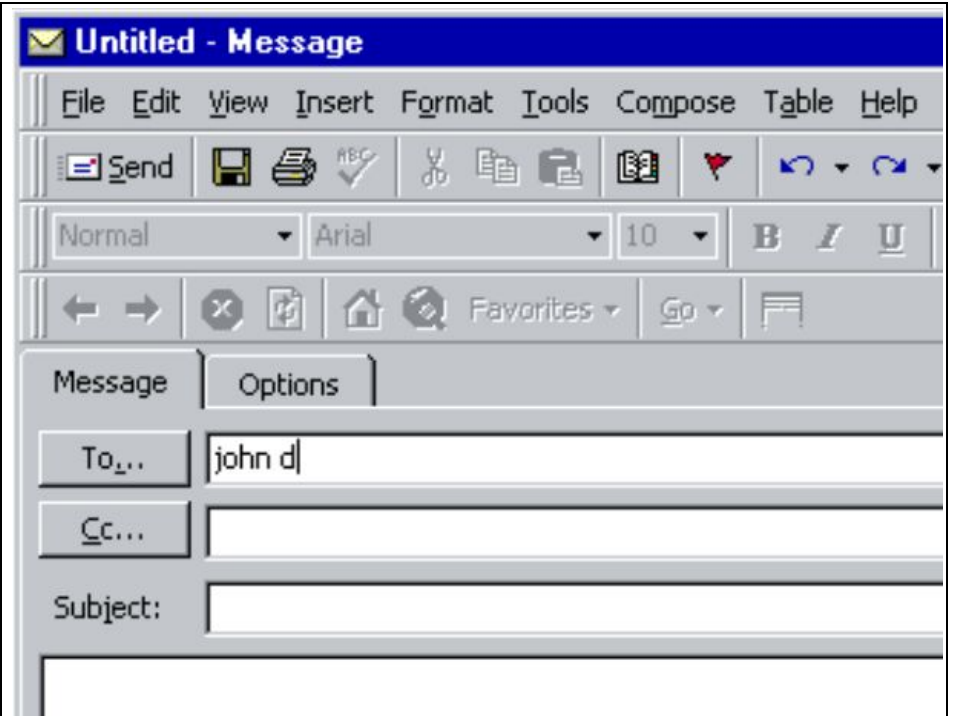 Untitled - Message
File Edit View Insert Format Tools Compose Table Help
Send ABC
Normal Arial 10 B I U
Favorites Go
Message Options
To... john d
Cc...
Subject: